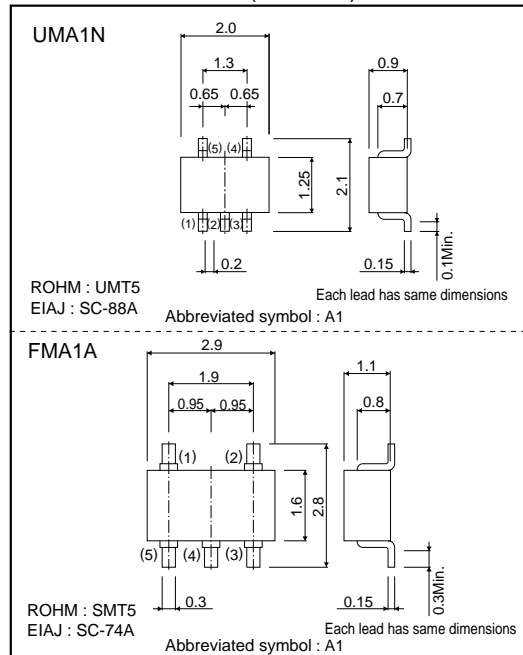 UMA1N
2.0
1.3
0.65 0.65
0.9
0.7
(5) (4)
1.25
2.1
(1) (2) (3)
0.2
0.15
0.1Min.
ROHM : UMT5
EIAJ : SC-88A
Each lead has same dimensions
Abbreviated symbol : A1
FMA1A
2.9
1.9
0.95 0.95
1.1
0.8
(1) (2)
1.6
2.8
(5) (4) (3)
0.3
0.15
0.3Min.
ROHM : SMT5
EIAJ : SC-74A
Each lead has same dimensions
Abbreviated symbol : A1